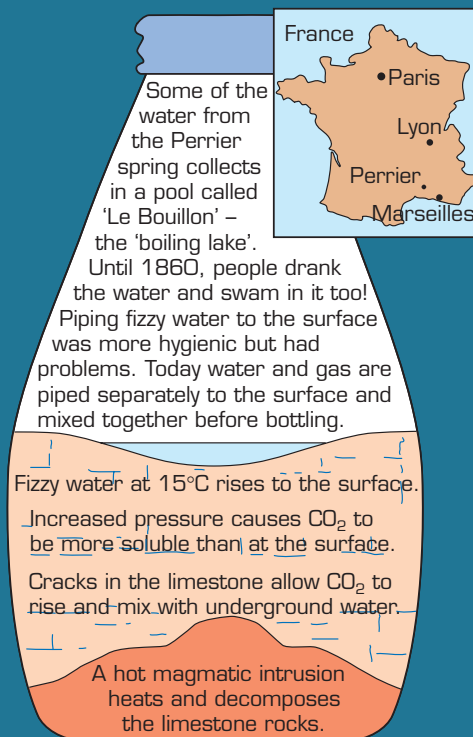 France
Paris
Lyon
Perrier
Marseilles
Some of the
water from
the Perrier
spring collects
in a pool called
‘Le Bouillon’ –
the ‘boiling lake’.
Until 1860, people drank
the water and swam in it too!
Piping fizzy water to the surface
was more hygienic but had
problems. Today water and gas are
piped separately to the surface and
mixed together before bottling.
Fizzy water at 15°C rises to the surface.
Increased pressure causes CO₂ to
be more soluble than at the surface.
Cracks in the limestone allow CO₂ to
rise and mix with underground water.
A hot magmatic intrusion
heats and decomposes
the limestone rocks.